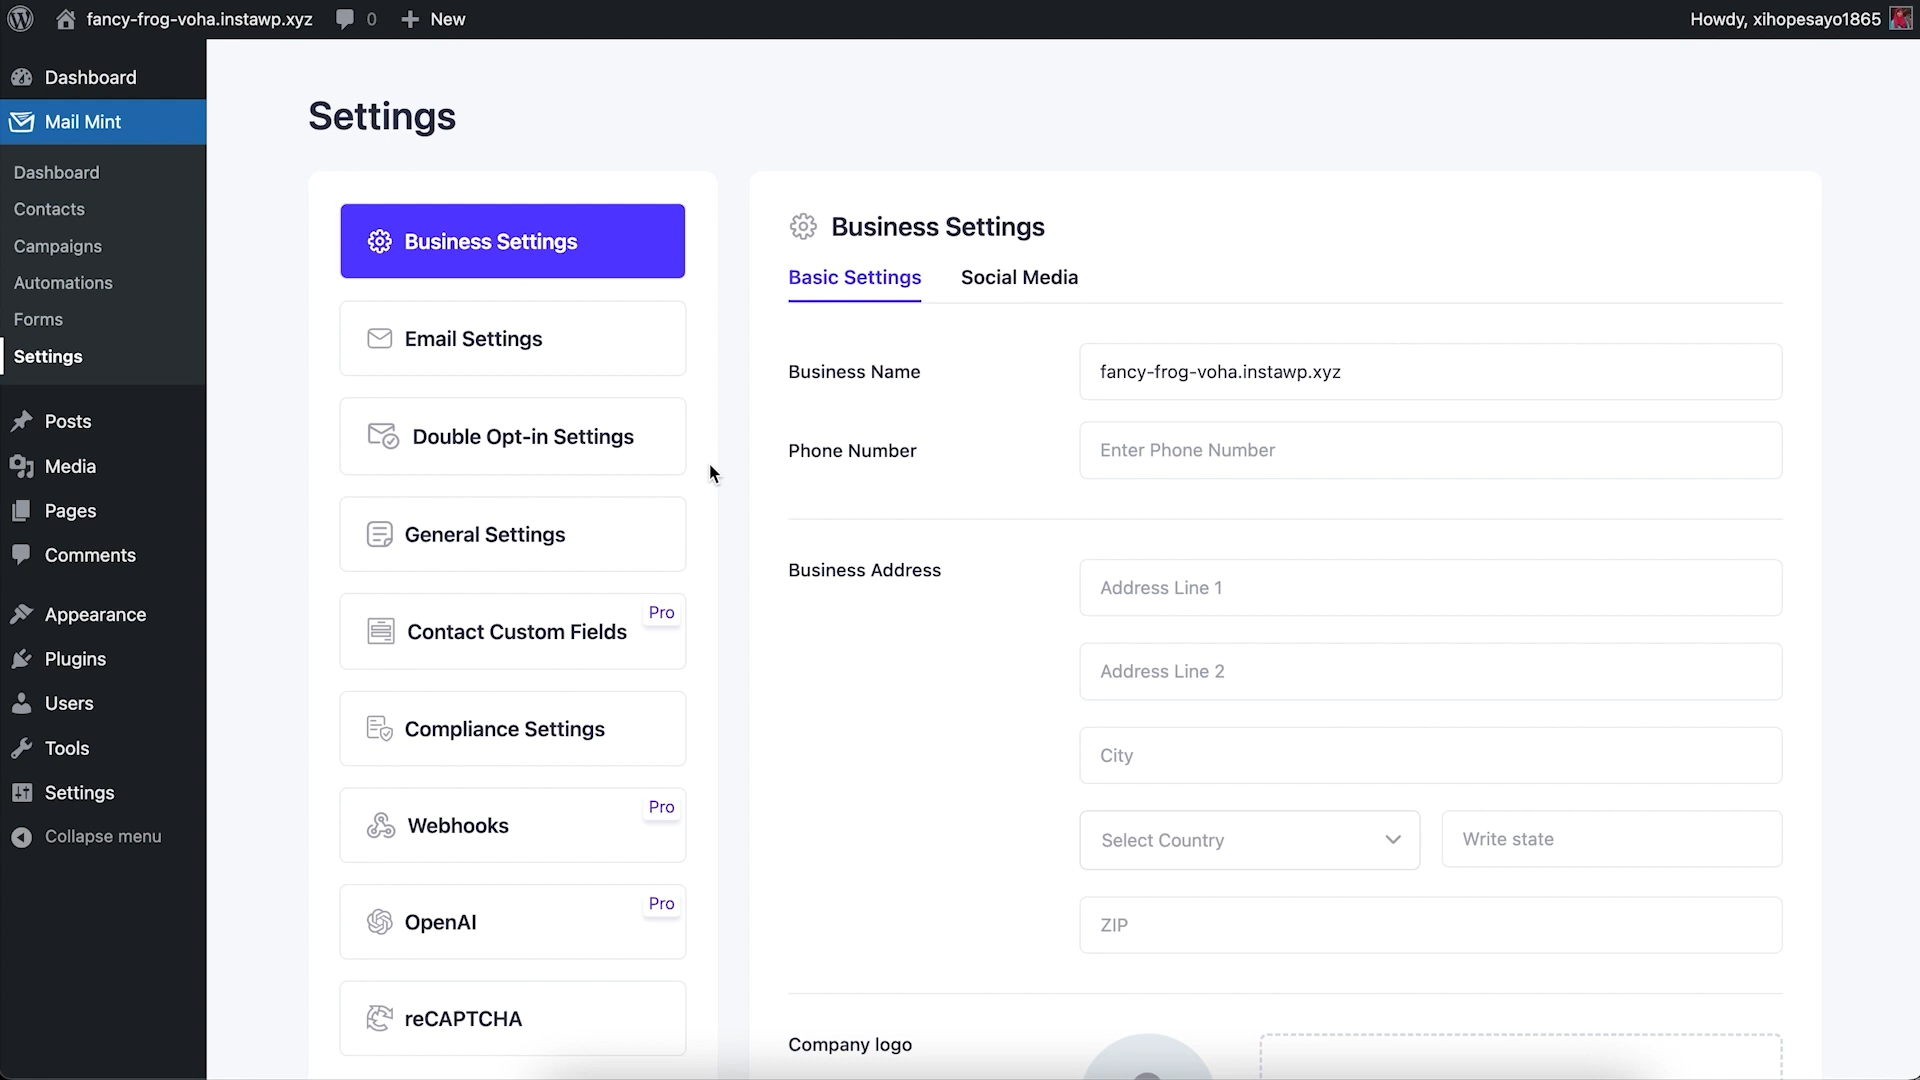 fancy-frog-voha.instawp.xyz
0
New
Howdy, xihopesayo1865
Dashboard
Mail Mint
Dashboard
Contacts
Campaigns
Automations
Forms
Settings
Posts
Media
Pages
Comments
Appearance
Plugins
Users
Tools
Settings
Collapse menu
Settings
Business Settings
Email Settings
Double Opt-in Settings
General Settings
Contact Custom Fields
Pro
Compliance Settings
Webhooks
Pro
OpenAI
Pro
reCAPTCHA
Business Settings
Basic Settings
Social Media
Business Name
fancy-frog-voha.instawp.xyz
Phone Number
Enter Phone Number
Business Address
Address Line 1
Address Line 2
City
Select Country
Write state
ZIP
Company logo